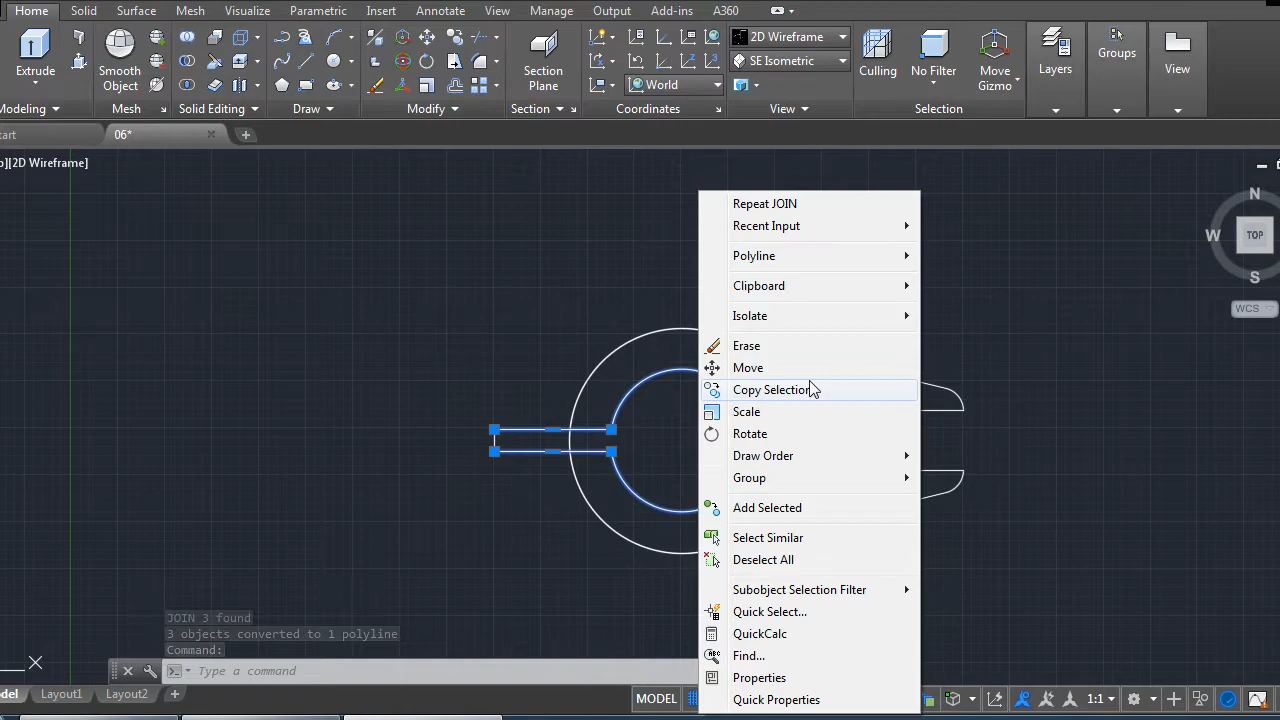 Home Solid Surface Mesh Visualize Parametric Insert Annotate View Manage Output Add-ins A360
Extrude
Smooth
Object
Section
Plane
2D Wireframe
SE Isometric
World
Culling
No Filter
Move
Gizmo
Layers
Groups
View
Modeling Mesh Solid Editing Draw Modify Section Coordinates View Selection
tart 06*
p][2D Wireframe]
N
W TOP
S
WCS
Repeat JOIN
Recent Input
Polyline
Clipboard
Isolate
Erase
Move
Copy Selection
Scale
Rotate
Draw Order
Group
Add Selected
Select Similar
Deselect All
Subobject Selection Filter
Quick Select...
QuickCalc
Find...
Properties
Quick Properties
JOIN 3 found
3 objects converted to 1 polyline
Command:
Type a command
odel Layout1 Layout2 + MODEL 1:1